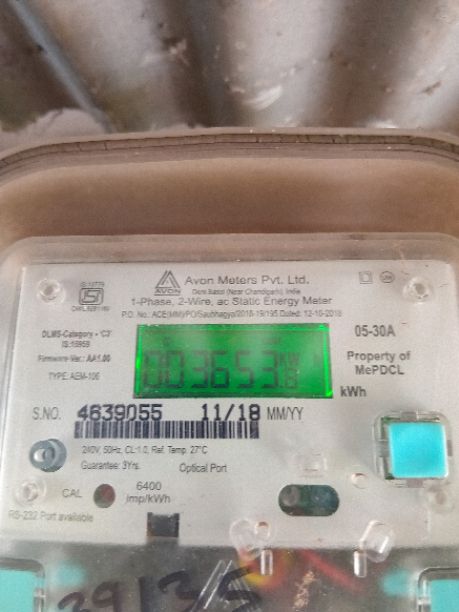 Avon Meters Pvt. Ltd.
AVON
1-Phase, 2-Wire, ac Static Energy Meter
P.O. No. ACE(MM)/PO/Saubhagya/2018-19/195 Dated: 12-10-2018
DLMS-Category - 'C3'
IS:15959
05-30A
Firmware-Ver.: AA1.00
TYPE: AEM-106
003653.8
Property of
MePDCL
kWh
S.NO. 4639055 11/18 MM/YY
240V, 50Hz, CL:1.0, Ref. Temp. 27°C
Guarantee: 3Yrs. Optical Port
CAL 6400
imp/kWh
RS-232 Port available